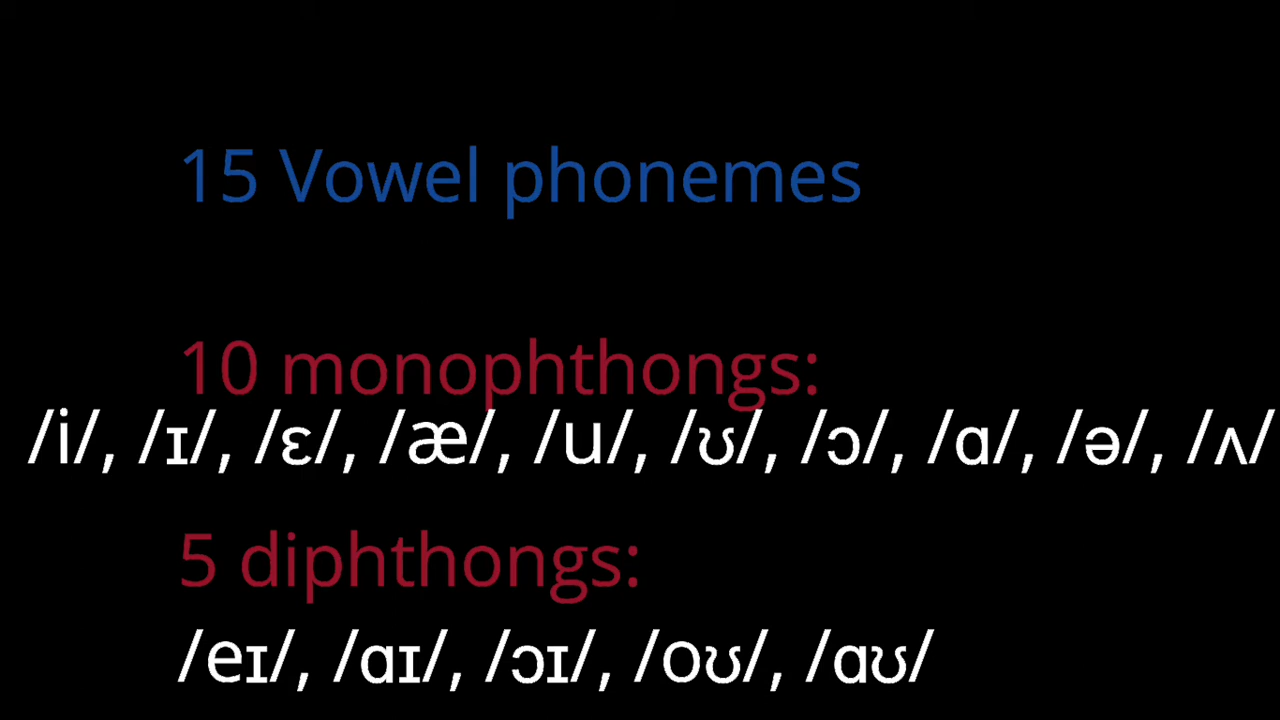 15 Vowel phonemes
10 monophthongs:
/i/, /ɪ/, /ɛ/, /æ/, /u/, /ʊ/, /ɔ/, /ɑ/, /ə/, /ʌ/
5 diphthongs:
/eɪ/, /ɑɪ/, /ɔɪ/, /oʊ/, /ɑʊ/